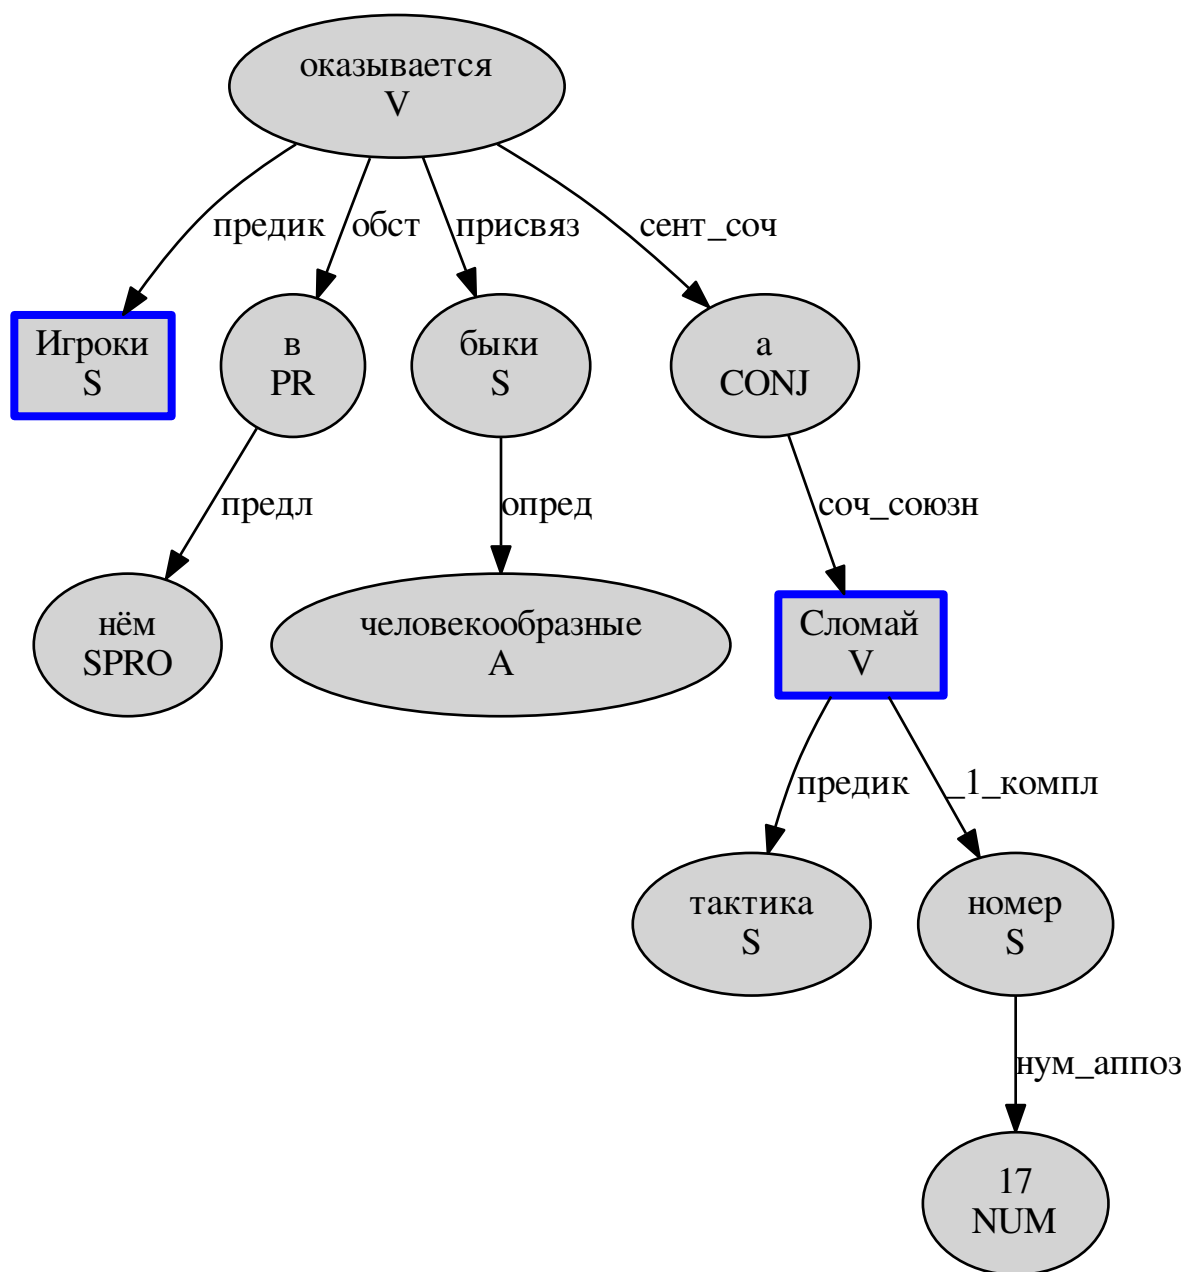 оказывается
V
предик
обст
присвяз
сент_соч
Игроки
S
в
PR
быки
S
а
CONJ
предл
опред
соч_союзн
нём
SPRO
человекообразные
A
Сломай
V
предик
_1_компл
тактика
S
номер
S
нум_аппоз
17
NUM